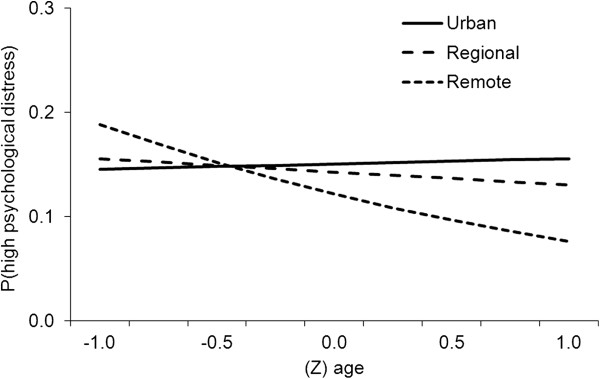 0.3
Urban
Regional
Remote
0.2
0.1
0.0
P(high psychological distress)
-1.0 -0.5 0.0 0.5 1.0
(Z) age